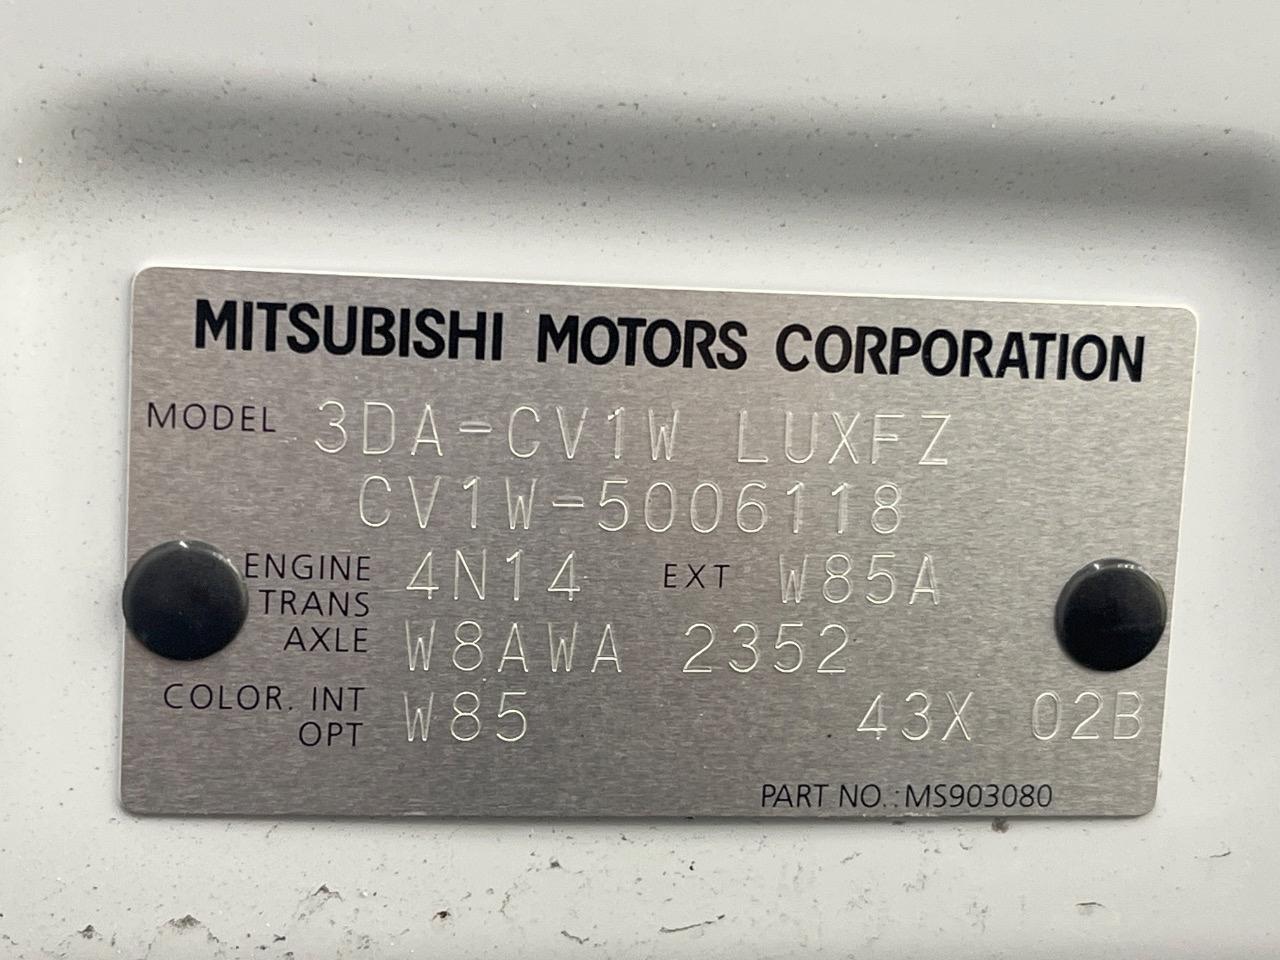 MITSUBISHI MOTORS CORPORATION
MODEL 3DA-CV1W LUXFZ
CV1W-5006118
ENGINE 4N14 EXT W85A
TRANS
AXLE W8AWA 2352
COLOR. INT W85 43X 02B
OPT
PART NO.:MS903080